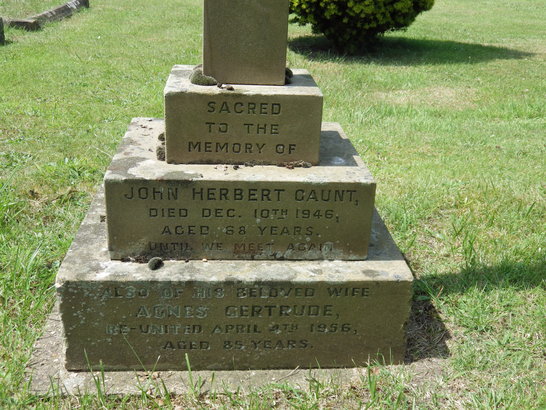 SACRED
TO THE
MEMORY OF
JOHN HERBERT GAUNT,
DIED DEC. 10TH 1946,
AGED 68 YEARS.
UNTIL WE MEET AGAIN
ALSO OF HIS BELOVED WIFE
AGNES GERTRUDE,
RE-UNITED APRIL 4TH 1956,
AGED 85 YEARS.